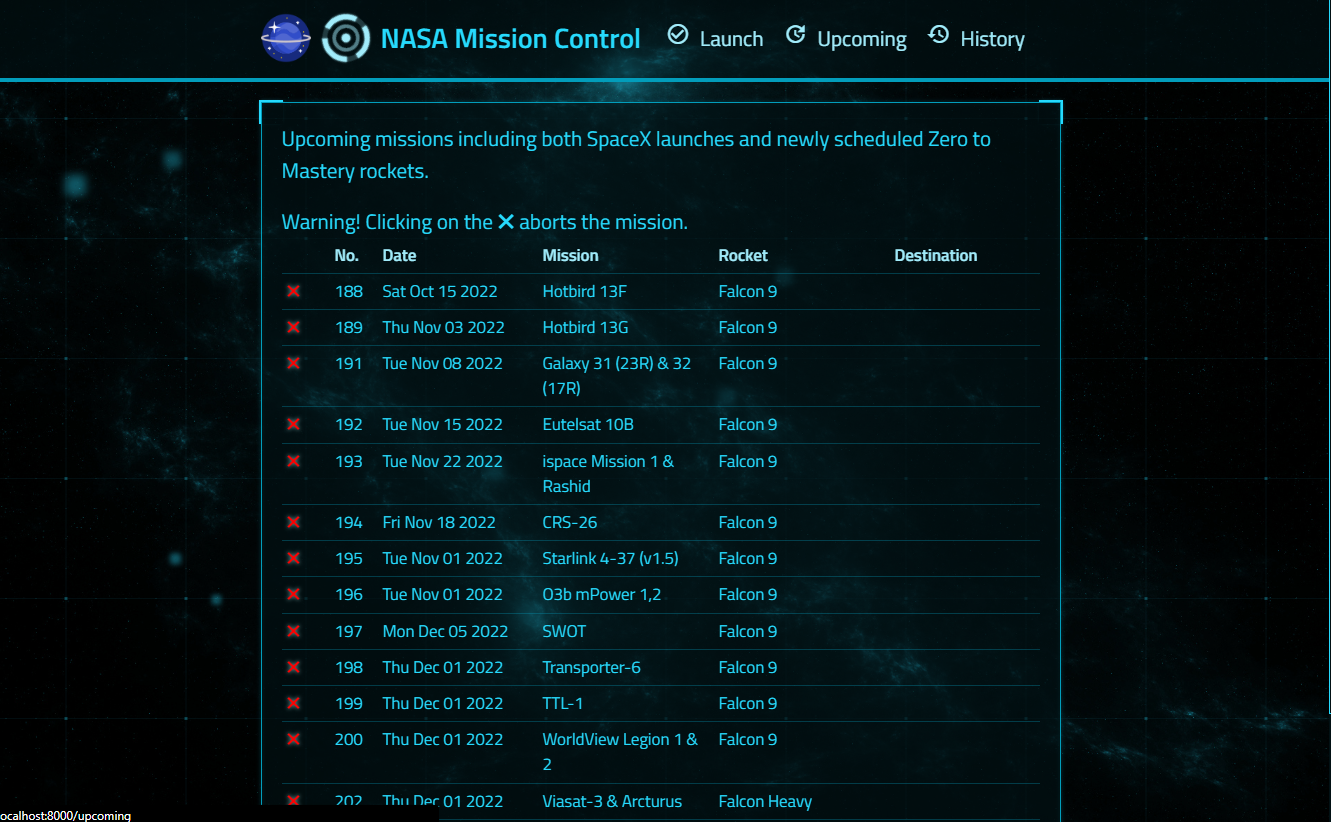 NASA Mission Control Launch Upcoming History
Upcoming missions including both SpaceX launches and newly scheduled Zero to
Mastery rockets.
Warning! Clicking on the ✕ aborts the mission.
No. Date Mission Rocket Destination
✕ 188 Sat Oct 15 2022 Hotbird 13F Falcon 9
✕ 189 Thu Nov 03 2022 Hotbird 13G Falcon 9
✕ 191 Tue Nov 08 2022 Galaxy 31 (23R) & 32 Falcon 9
(17R)
✕ 192 Tue Nov 15 2022 Eutelsat 10B Falcon 9
✕ 193 Tue Nov 22 2022 ispace Mission 1 & Falcon 9
Rashid
✕ 194 Fri Nov 18 2022 CRS-26 Falcon 9
✕ 195 Tue Nov 01 2022 Starlink 4-37 (v1.5) Falcon 9
✕ 196 Tue Nov 01 2022 O3b mPower 1,2 Falcon 9
✕ 197 Mon Dec 05 2022 SWOT Falcon 9
✕ 198 Thu Dec 01 2022 Transporter-6 Falcon 9
✕ 199 Thu Dec 01 2022 TTL-1 Falcon 9
✕ 200 Thu Dec 01 2022 WorldView Legion 1 & Falcon 9
2
✕ 202 Thu Dec 01 2022 Viasat-3 & Arcturus Falcon Heavy
ocalhost:8000/upcoming